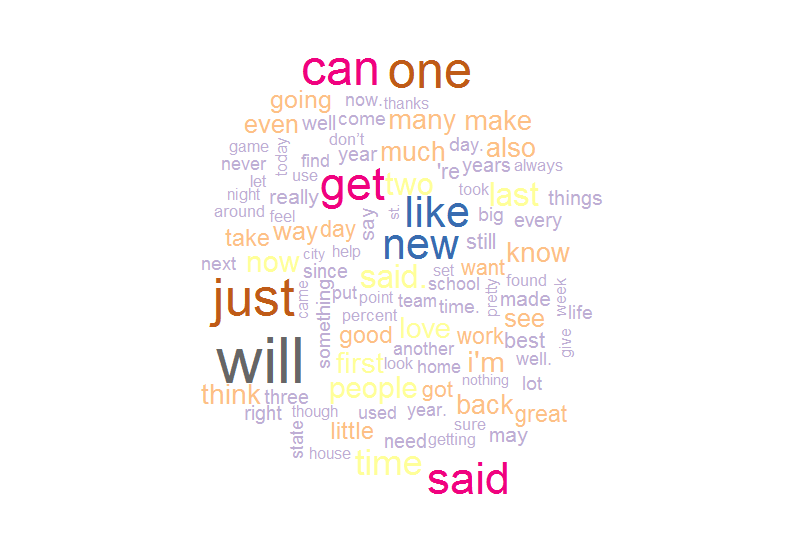 can one
going now. thanks
even well come many make
game today don't
never find year much day. also
let use 're years always
night really get two took last things
around feel say st. like big every
take way day new still
city help know
next now since said. set want found
just came something put point team school time. pretty made week
percent see life
good love work best give
will another
first look home i'm well.
think three people got nothing lot
right though used year. back great
state little need getting sure may
house time
said